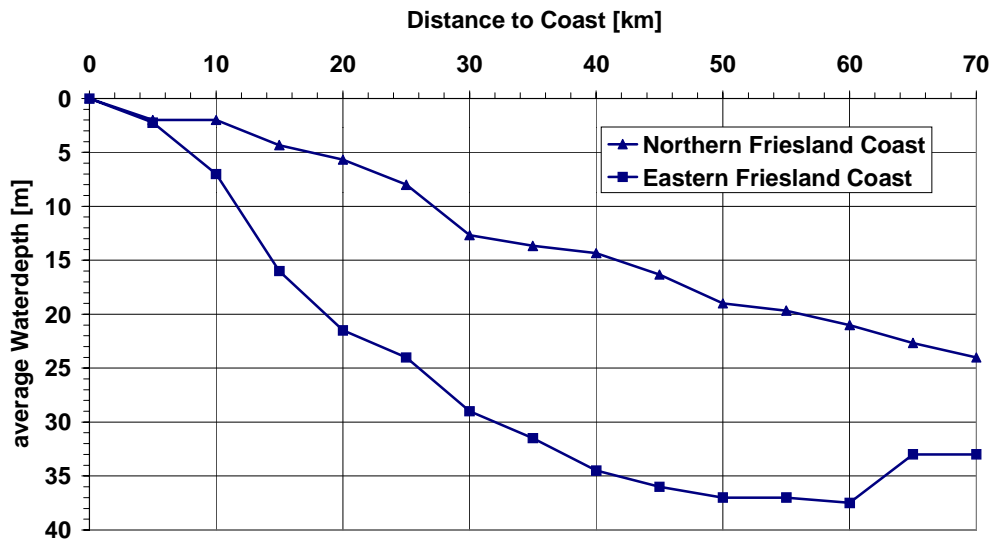 Distance to Coast [km]
0 10 20 30 40 50 60 70
0
5
10
15
20
25
30
35
40
average Waterdepth [m]
Northern Friesland Coast
Eastern Friesland Coast